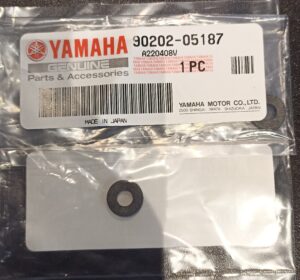 YAMAHA 90202-05187
GENUINE A220408V
Parts & Accessories 1 PC
YAMAHA MOTOR CO., LTD.
MADE IN JAPAN